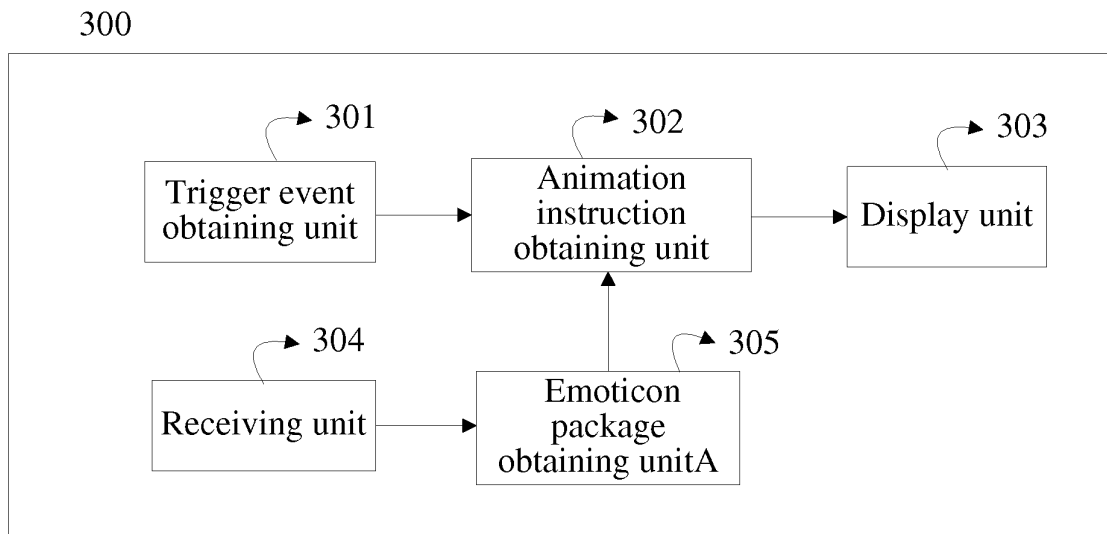 300
301
Trigger event
obtaining unit
302
Animation
instruction
obtaining unit
303
Display unit
304
Receiving unit
305
Emoticon
package
obtaining unitA